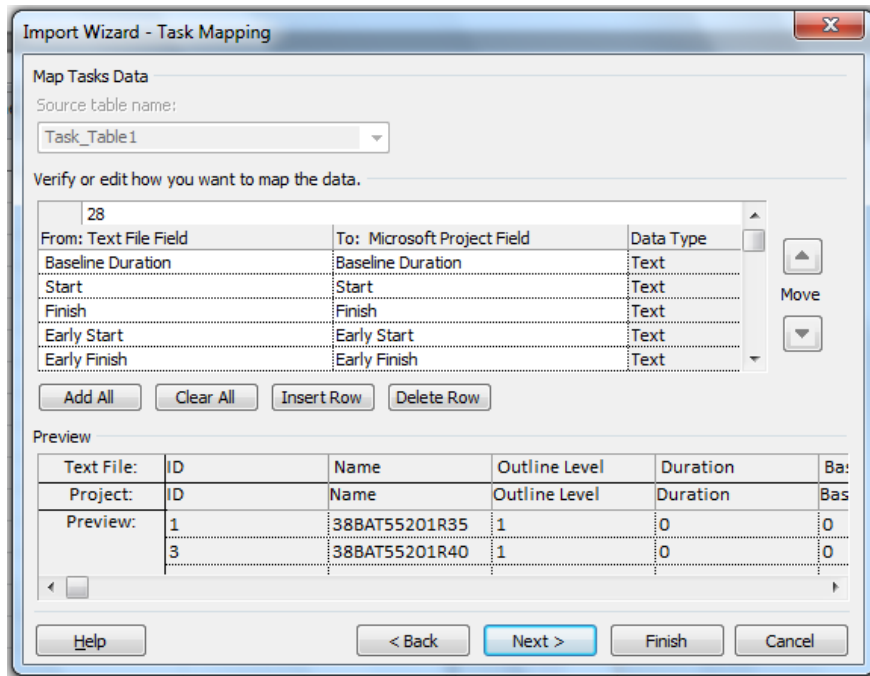 Import Wizard - Task Mapping
Map Tasks Data
Source table name:
Task_Table1
Verify or edit how you want to map the data.
28
From: Text File Field To: Microsoft Project Field Data Type
Baseline Duration Baseline Duration Text
Start Start Text
Finish Finish Text
Early Start Early Start Text
Early Finish Early Finish Text
Move
Add All Clear All Insert Row Delete Row
Preview
Text File: ID Name Outline Level Duration Bas
Project: ID Name Outline Level Duration Bas
Preview: 1 38BAT55201R35 1 0 0
3 38BAT55201R40 1 0 0
Help < Back Next > Finish Cancel